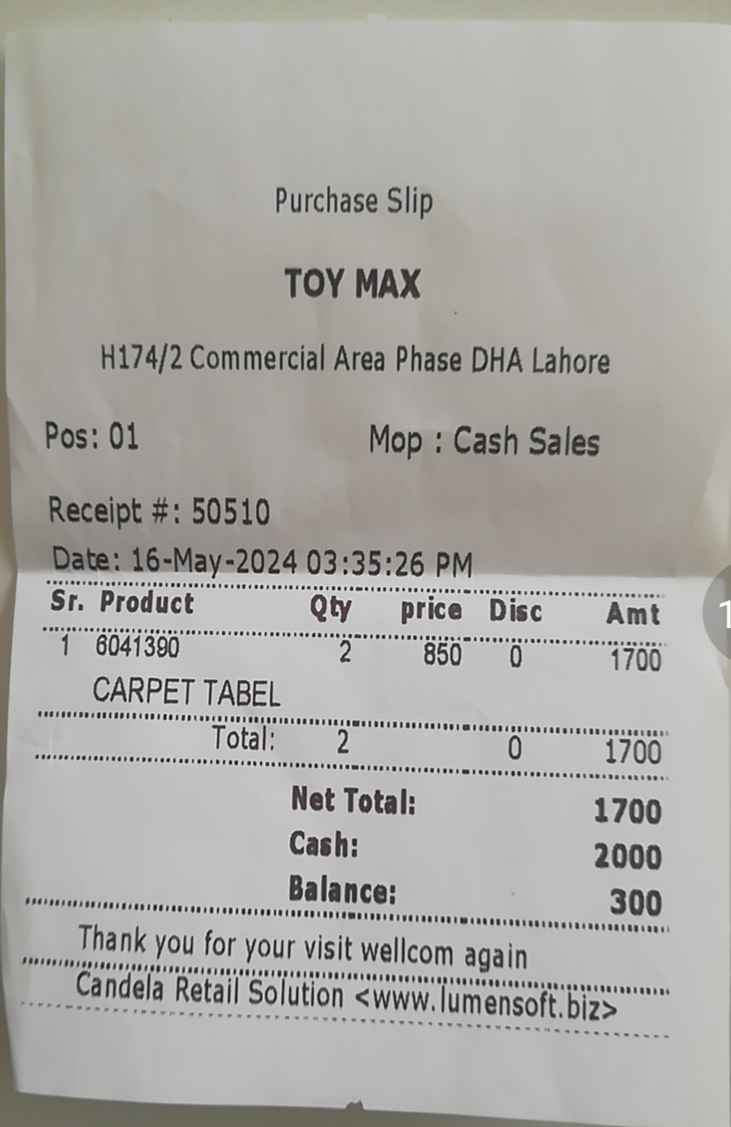 Purchase Slip
TOY MAX
H174/2 Commercial Area Phase DHA Lahore
Pos: 01 Mop : Cash Sales
Receipt #: 50510
Date: 16-May-2024 03:35:26 PM
Sr. Product Qty price Disc Amt
1 6041390 2 850 0 1700
CARPET TABEL
Total: 2 0 1700
Net Total: 1700
Cash: 2000
Balance: 300
Thank you for your visit wellcom again
Candela Retail Solution <www.lumensoft.biz>